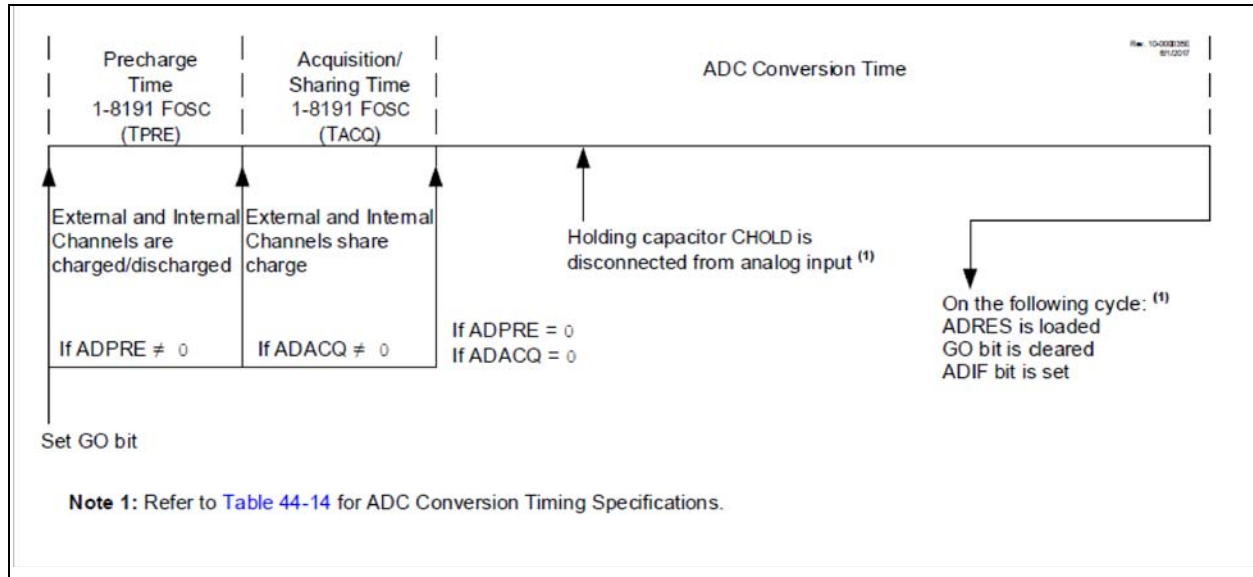 Precharge
Time
1-8191 FOSC
(TPRE)
Acquisition/
Sharing Time
1-8191 FOSC
(TACQ)
ADC Conversion Time
6/1/2017
External and Internal
Channels are
charged/discharged
External and Internal
Channels share
charge
Holding capacitor CHOLD is
disconnected from analog input (1)
If ADPRE ≠ 0
If ADACQ ≠ 0
If ADPRE = 0
If ADACQ = 0
On the following cycle: (1)
ADRES is loaded
GO bit is cleared
ADIF bit is set
Set GO bit
Note 1: Refer to Table 44-14 for ADC Conversion Timing Specifications.